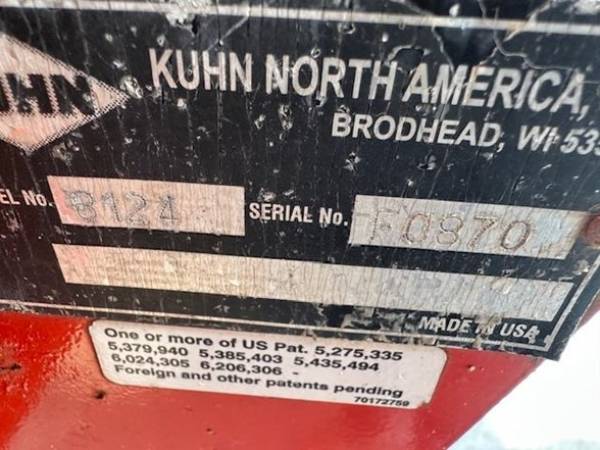 KUHN NORTH AMERICA,
BRODHEAD, WI 535
EL No. 8124
SERIAL No. F0870
MADE IN USA
One or more of US Pat. 5,275,335
5,379,940 5,385,403 5,435,494
6,024,305 6,206,306
Foreign and other patents pending
70172759